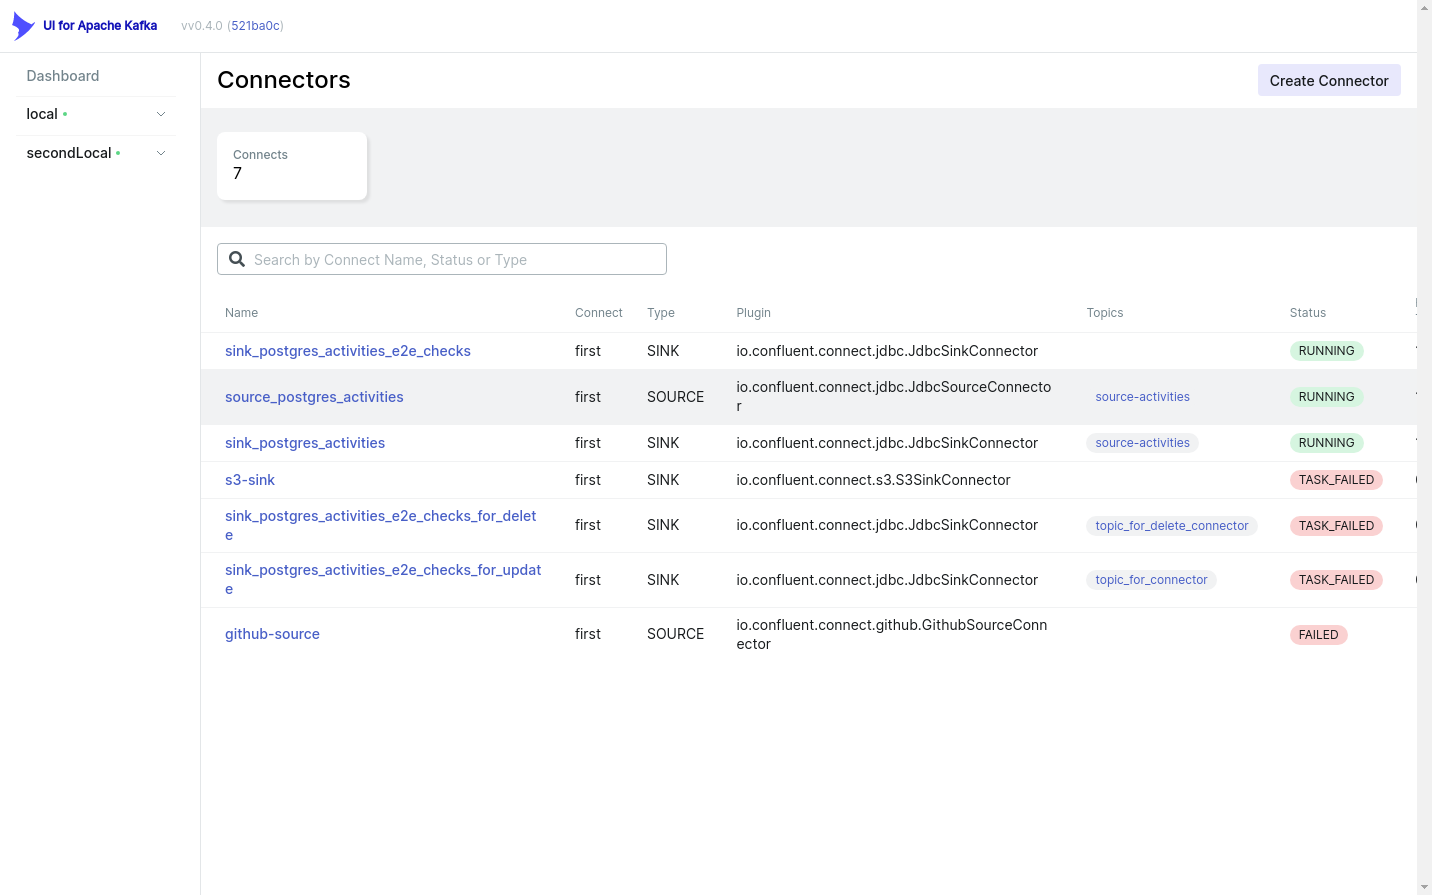 UI for Apache Kafka vv0.4.0 (521ba0c)
Dashboard
local
secondLocal
Connectors
Create Connector
Connects
7
Search by Connect Name, Status or Type
Name Connect Type Plugin Topics Status
sink_postgres_activities_e2e_checks first SINK io.confluent.connect.jdbc.JdbcSinkConnector RUNNING
source_postgres_activities first SOURCE io.confluent.connect.jdbc.JdbcSourceConnecto
r source-activities RUNNING
sink_postgres_activities first SINK io.confluent.connect.jdbc.JdbcSinkConnector source-activities RUNNING
s3-sink first SINK io.confluent.connect.s3.S3SinkConnector TASK_FAILED
sink_postgres_activities_e2e_checks_for_delet
e first SINK io.confluent.connect.jdbc.JdbcSinkConnector topic_for_delete_connector TASK_FAILED
sink_postgres_activities_e2e_checks_for_updat
e first SINK io.confluent.connect.jdbc.JdbcSinkConnector topic_for_connector TASK_FAILED
github-source first SOURCE io.confluent.connect.github.GithubSourceConn
ector FAILED